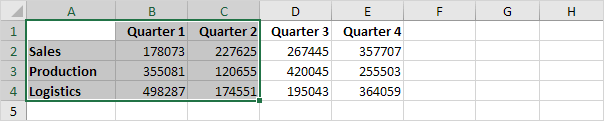 A B C D E F G H
1 Quarter 1 Quarter 2 Quarter 3 Quarter 4
2 Sales 178073 227625 267445 357707
3 Production 355081 120655 420045 255503
4 Logistics 498287 174551 195043 364059
5